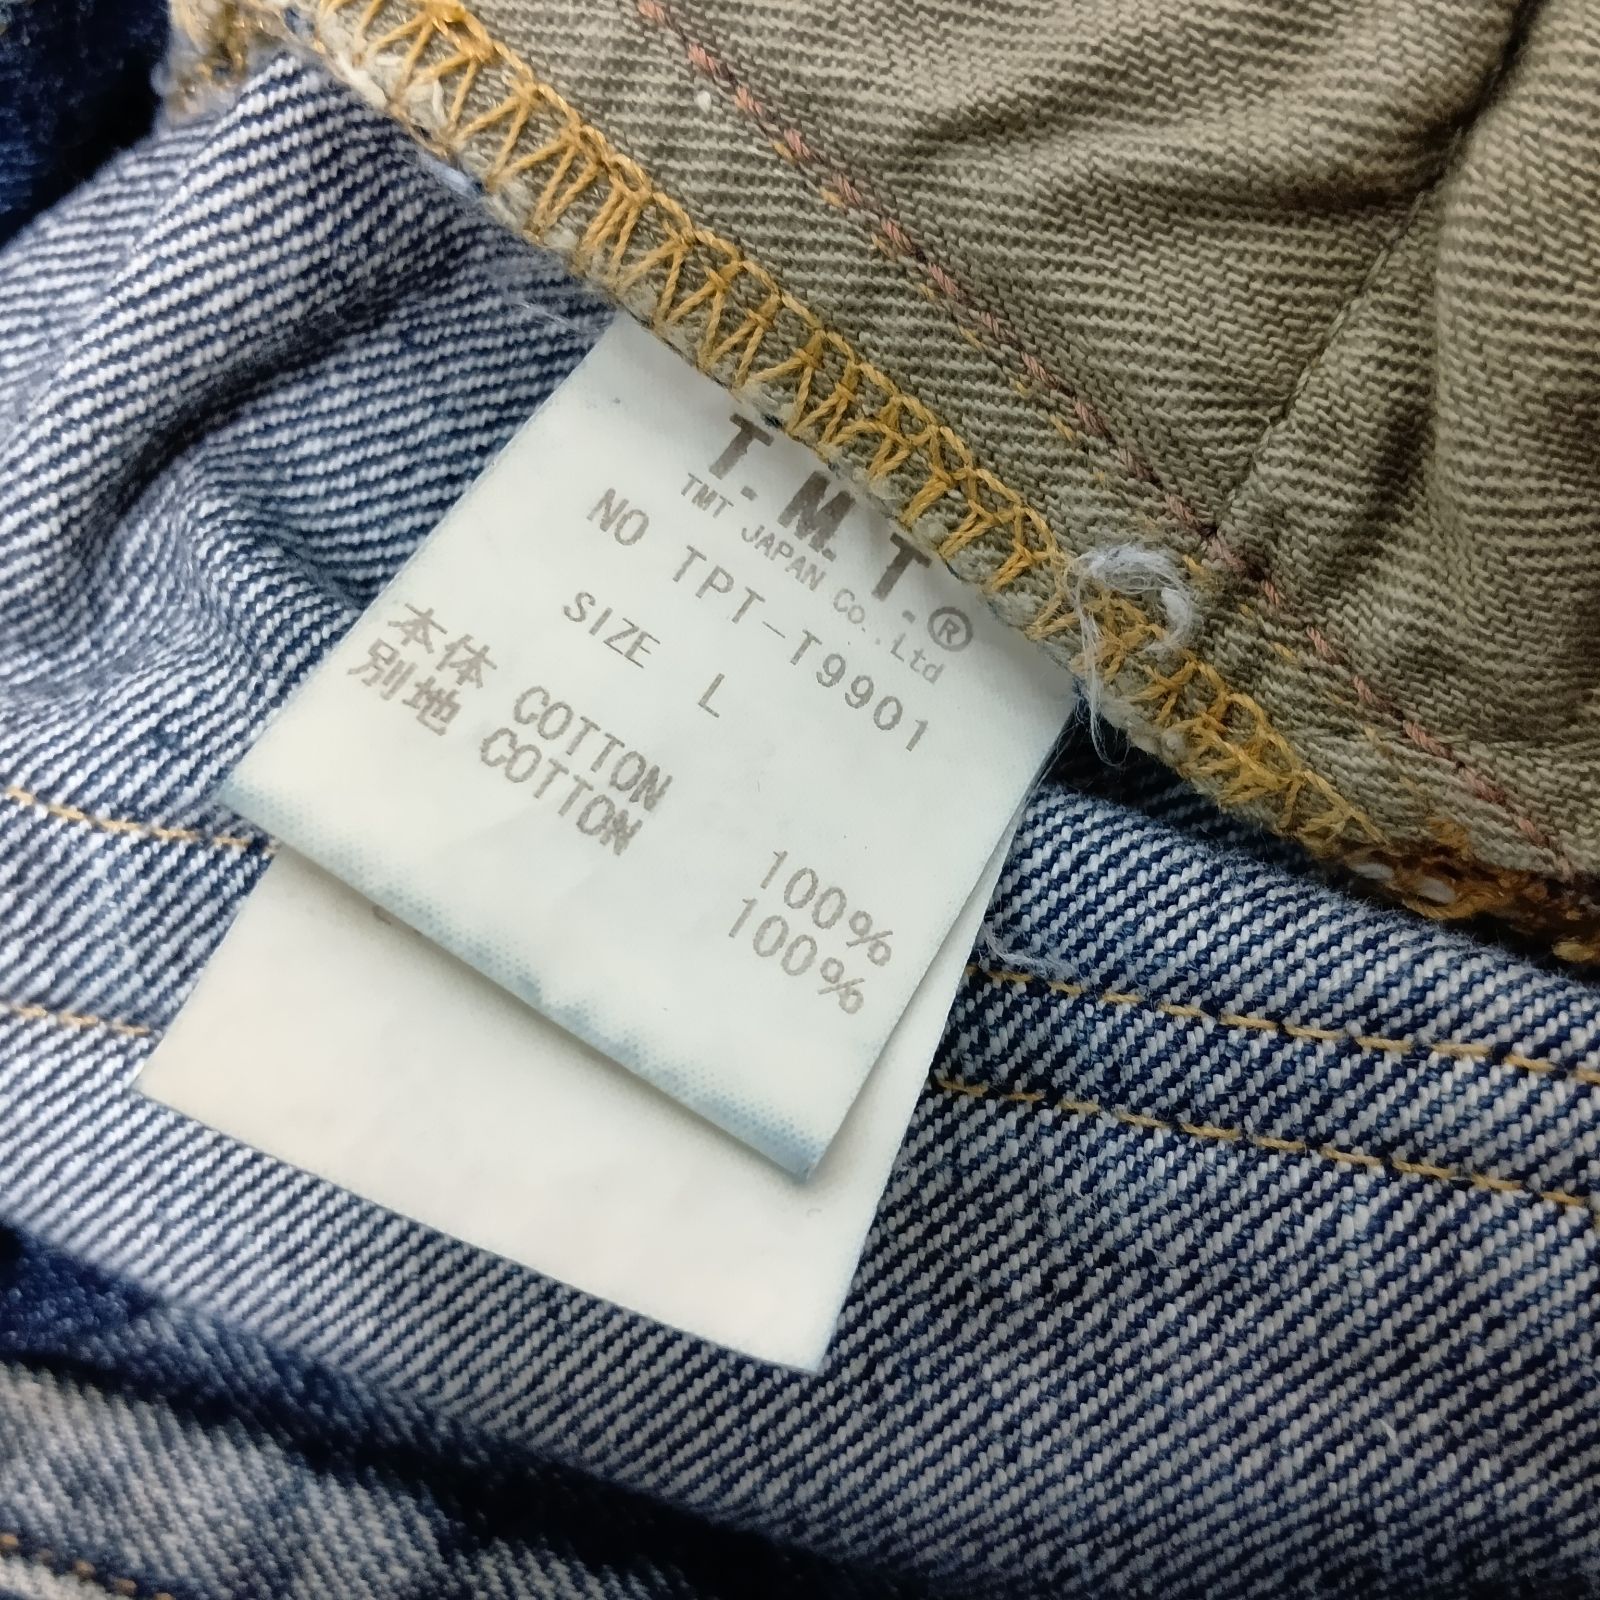 T.M.T.®
TMT JAPAN Co.,Ltd
NO TPT-T9901
SIZE L
本体 COTTON 100%
別地 COTTON 100%